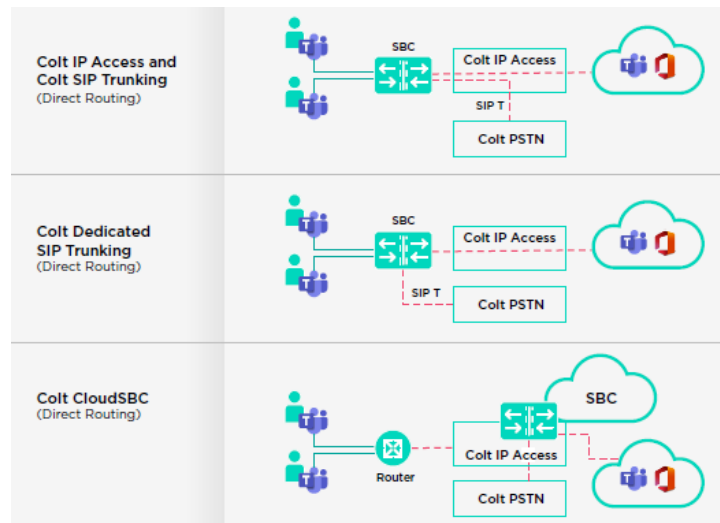 Colt IP Access and
Colt SIP Trunking
(Direct Routing)
SBC
Colt IP Access
SIP T
Colt PSTN
T
T
T
Colt Dedicated
SIP Trunking
(Direct Routing)
SBC
Colt IP Access
SIP T
Colt PSTN
T
T
T
Colt CloudSBC
(Direct Routing)
SBC
Router
Colt IP Access
Colt PSTN
T
T
T